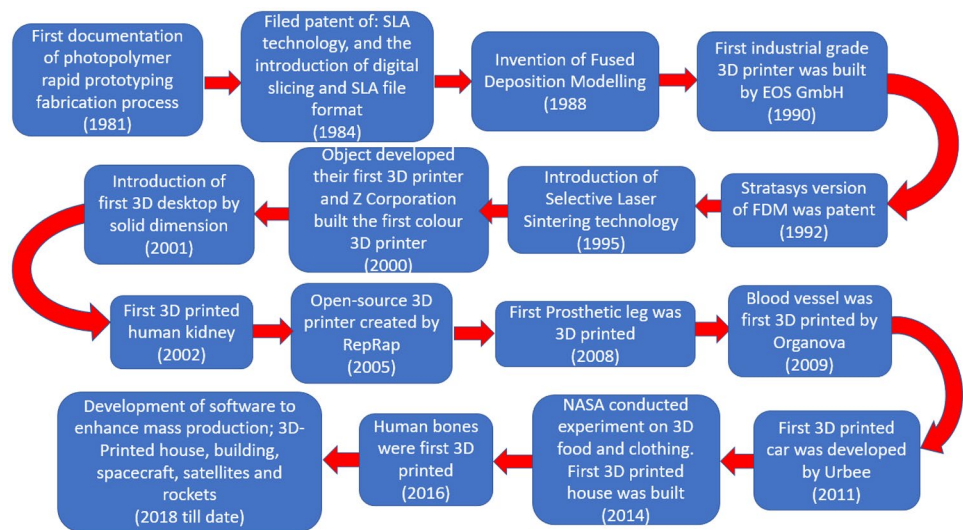 First documentation
of photopolymer
rapid prototyping
fabrication process
(1981)
Filed patent of: SLA
technology, and the
introduction of digital
slicing and SLA file
format
(1984)
Invention of Fused
Deposition Modelling
(1988
First industrial grade
3D printer was built
by EOS GmbH
(1990)
Stratasys version
of FDM was patent
(1992)
Introduction of
Selective Laser
Sintering technology
(1995)
Object developed
their first 3D printer
and Z Corporation
built the first colour
3D printer
(2000)
Introduction of
first 3D desktop by
solid dimension
(2001)
First 3D printed
human kidney
(2002)
Open-source 3D
printer created by
RepRap
(2005)
First Prosthetic leg was
3D printed
(2008)
Blood vessel was
first 3D printed by
Organova
(2009)
First 3D printed
car was developed
by Urbee
(2011)
NASA conducted
experiment on 3D
food and clothing.
First 3D printed
house was built
(2014)
Human bones
were first 3D
printed
(2016)
Development of software to
enhance mass production; 3D-
Printed house, building,
spacecraft, satellites and
rockets
(2018 till date)